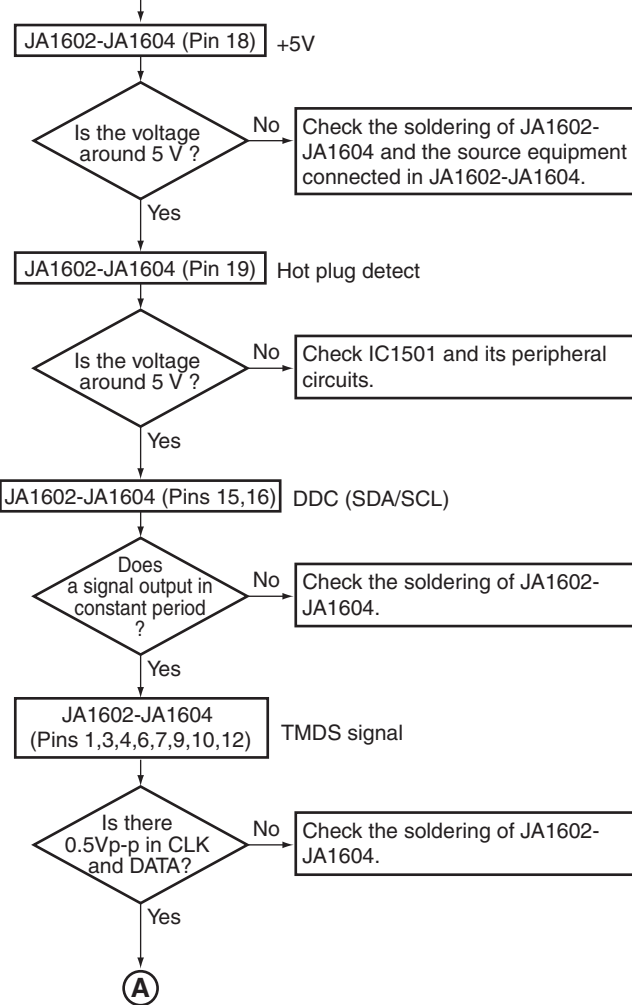 JA1602-JA1604 (Pin 18)
+5V
Is the voltage
around 5 V ?
No
Check the soldering of JA1602-
JA1604 and the source equipment
connected in JA1602-JA1604.
Yes
JA1602-JA1604 (Pin 19)
Hot plug detect
Is the voltage
around 5 V ?
No
Check IC1501 and its peripheral
circuits.
Yes
JA1602-JA1604 (Pins 15,16)
DDC (SDA/SCL)
Does
a signal output in
constant period
?
No
Check the soldering of JA1602-
JA1604.
Yes
JA1602-JA1604
(Pins 1,3,4,6,7,9,10,12)
TMDS signal
Is there
0.5Vp-p in CLK
and DATA?
No
Check the soldering of JA1602-
JA1604.
Yes
A